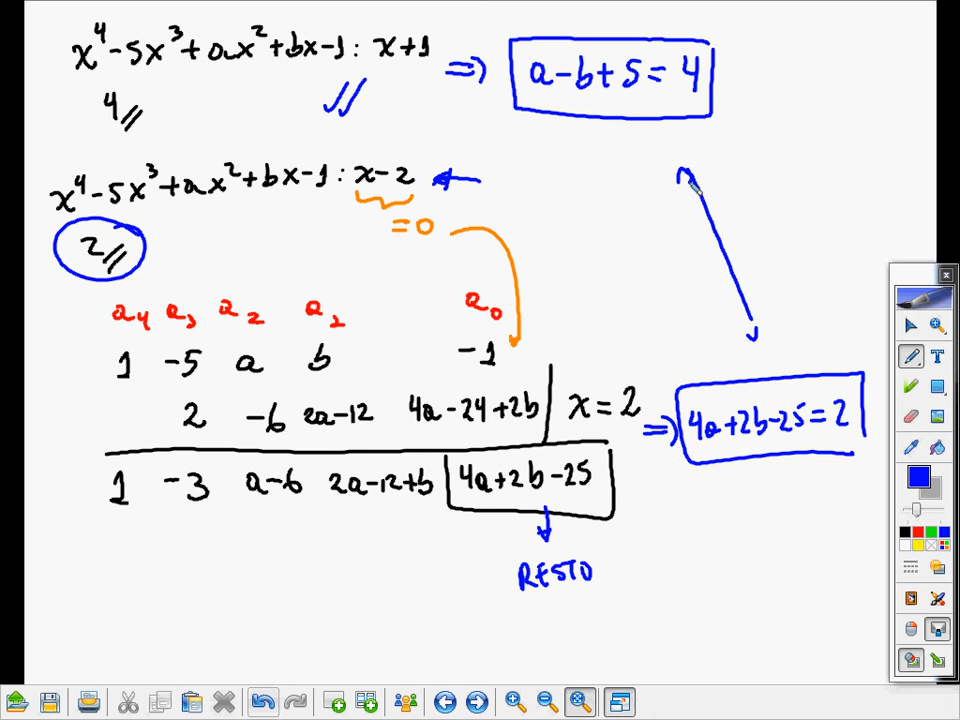 x⁴-5x³+ax²+bx-1 : x+1 ⇒ a-b+5=4
4
x⁴-5x³+ax²+bx-1 : x-2
=0
2
a₄ a₃ a₂ a₁ a₀
1 -5 a b -1
2 -6 2a-12 4a-24+2b x=2 ⇒ 4a+2b-25=2
1 -3 a-6 2a-12+b 4a+2b-25
RESTO